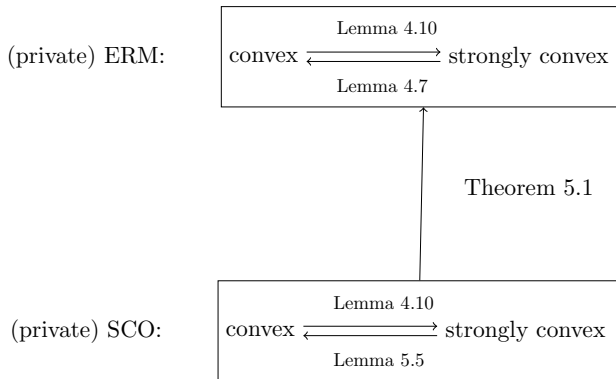 Lemma 4.10
(private) ERM: convex strongly convex
Lemma 4.7
Theorem 5.1
Lemma 4.10
(private) SCO: convex strongly convex
Lemma 5.5